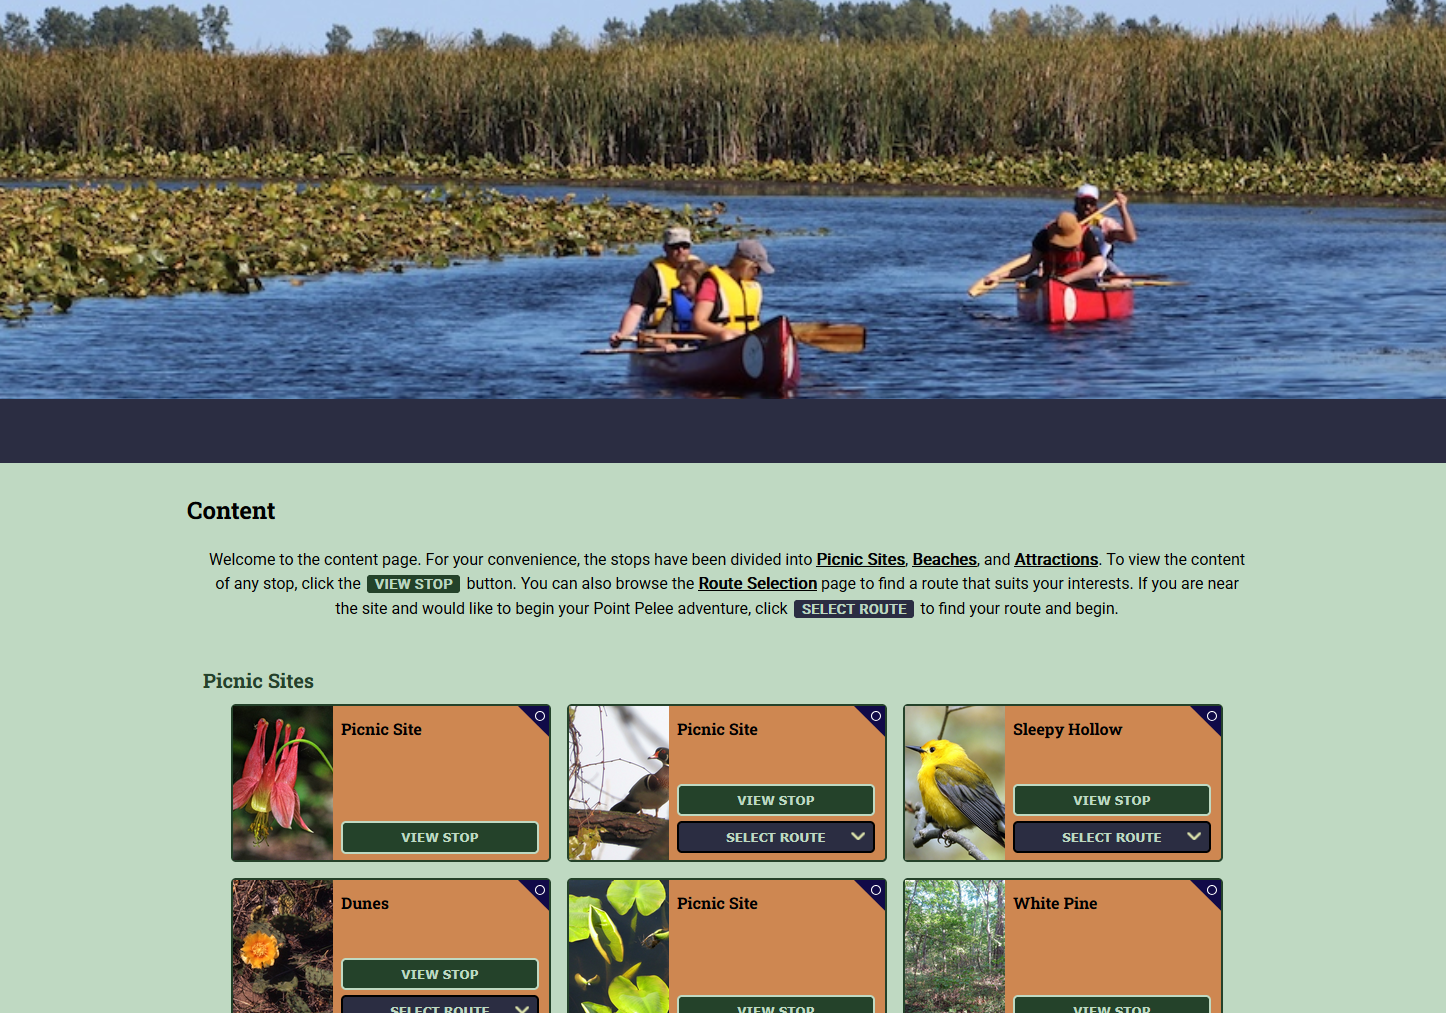 Content
Welcome to the content page. For your convenience, the stops have been divided into Picnic Sites, Beaches, and Attractions. To view the content
of any stop, click the VIEW STOP button. You can also browse the Route Selection page to find a route that suits your interests. If you are near
the site and would like to begin your Point Pelee adventure, click SELECT ROUTE to find your route and begin.
Picnic Sites
Picnic Site
VIEW STOP
Picnic Site
VIEW STOP
SELECT ROUTE
Sleepy Hollow
VIEW STOP
SELECT ROUTE
Dunes
VIEW STOP
SELECT ROUTE
Picnic Site
VIEW STOP
White Pine
VIEW STOP